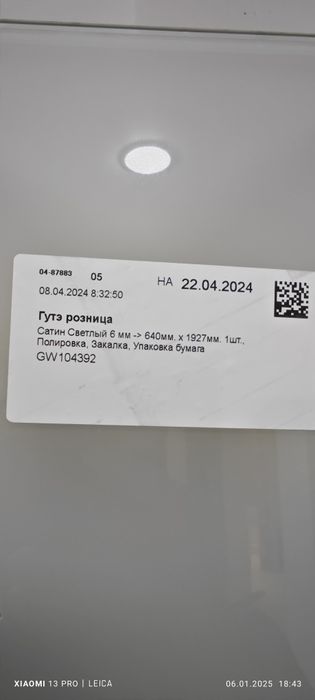 04-87883 05 НА 22.04.2024
08.04.2024 8:32:50
Гутэ розница
Сатин Светлый 6 мм -> 640мм. х 1927мм. 1шт.,
Полировка, Закалка, Упаковка бумага
GW104392
XIAOMI 13 PRO | LEICA 06.01.2025 18:43